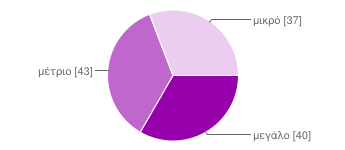 μικρό [37]
μέτριο [43]
μεγάλο [40]